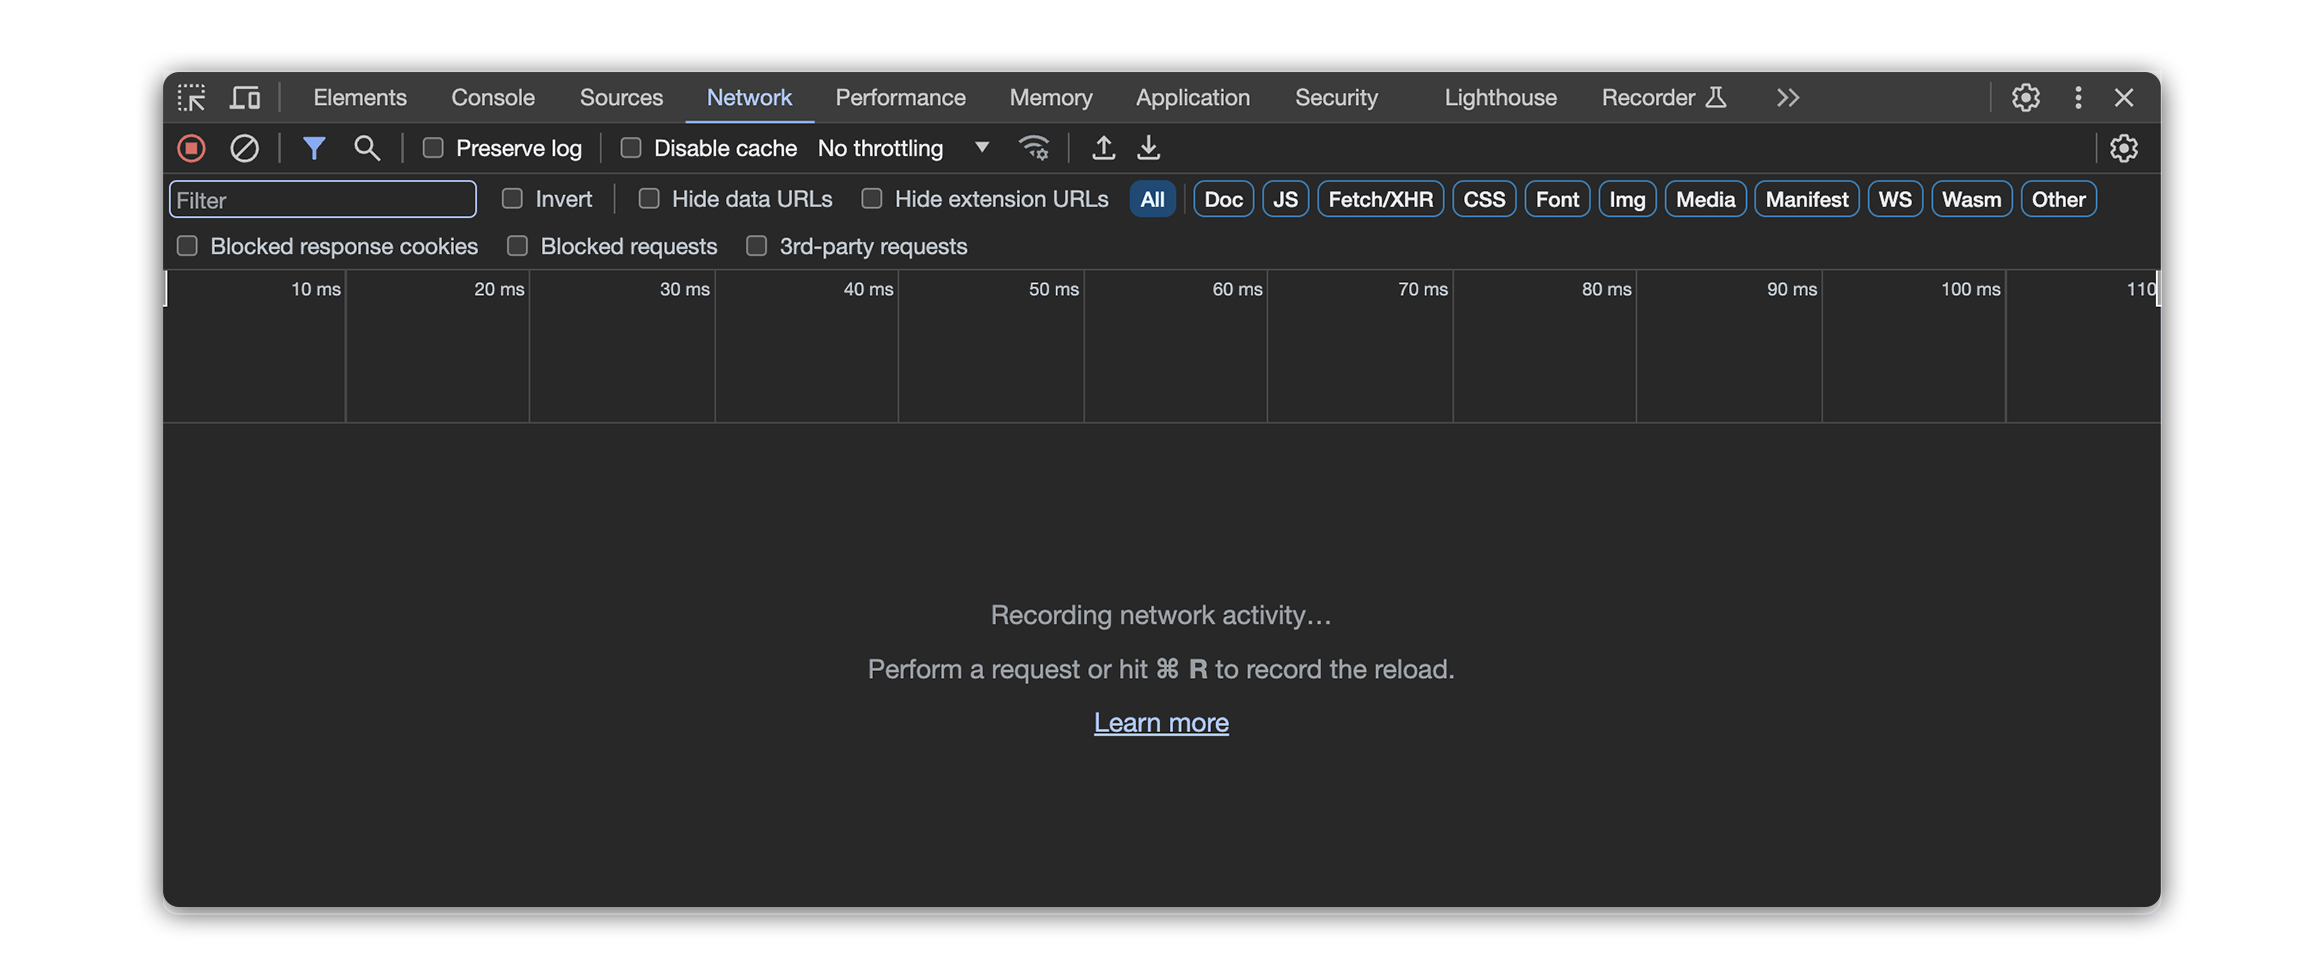 Elements Console Sources Network Performance Memory Application Security Lighthouse Recorder
Preserve log Disable cache No throttling
Filter Invert Hide data URLs Hide extension URLs All Doc JS Fetch/XHR CSS Font Img Media Manifest WS Wasm Other
Blocked response cookies Blocked requests 3rd-party requests
10 ms 20 ms 30 ms 40 ms 50 ms 60 ms 70 ms 80 ms 90 ms 100 ms 110
Recording network activity…
Perform a request or hit ⌘ R to record the reload.
Learn more